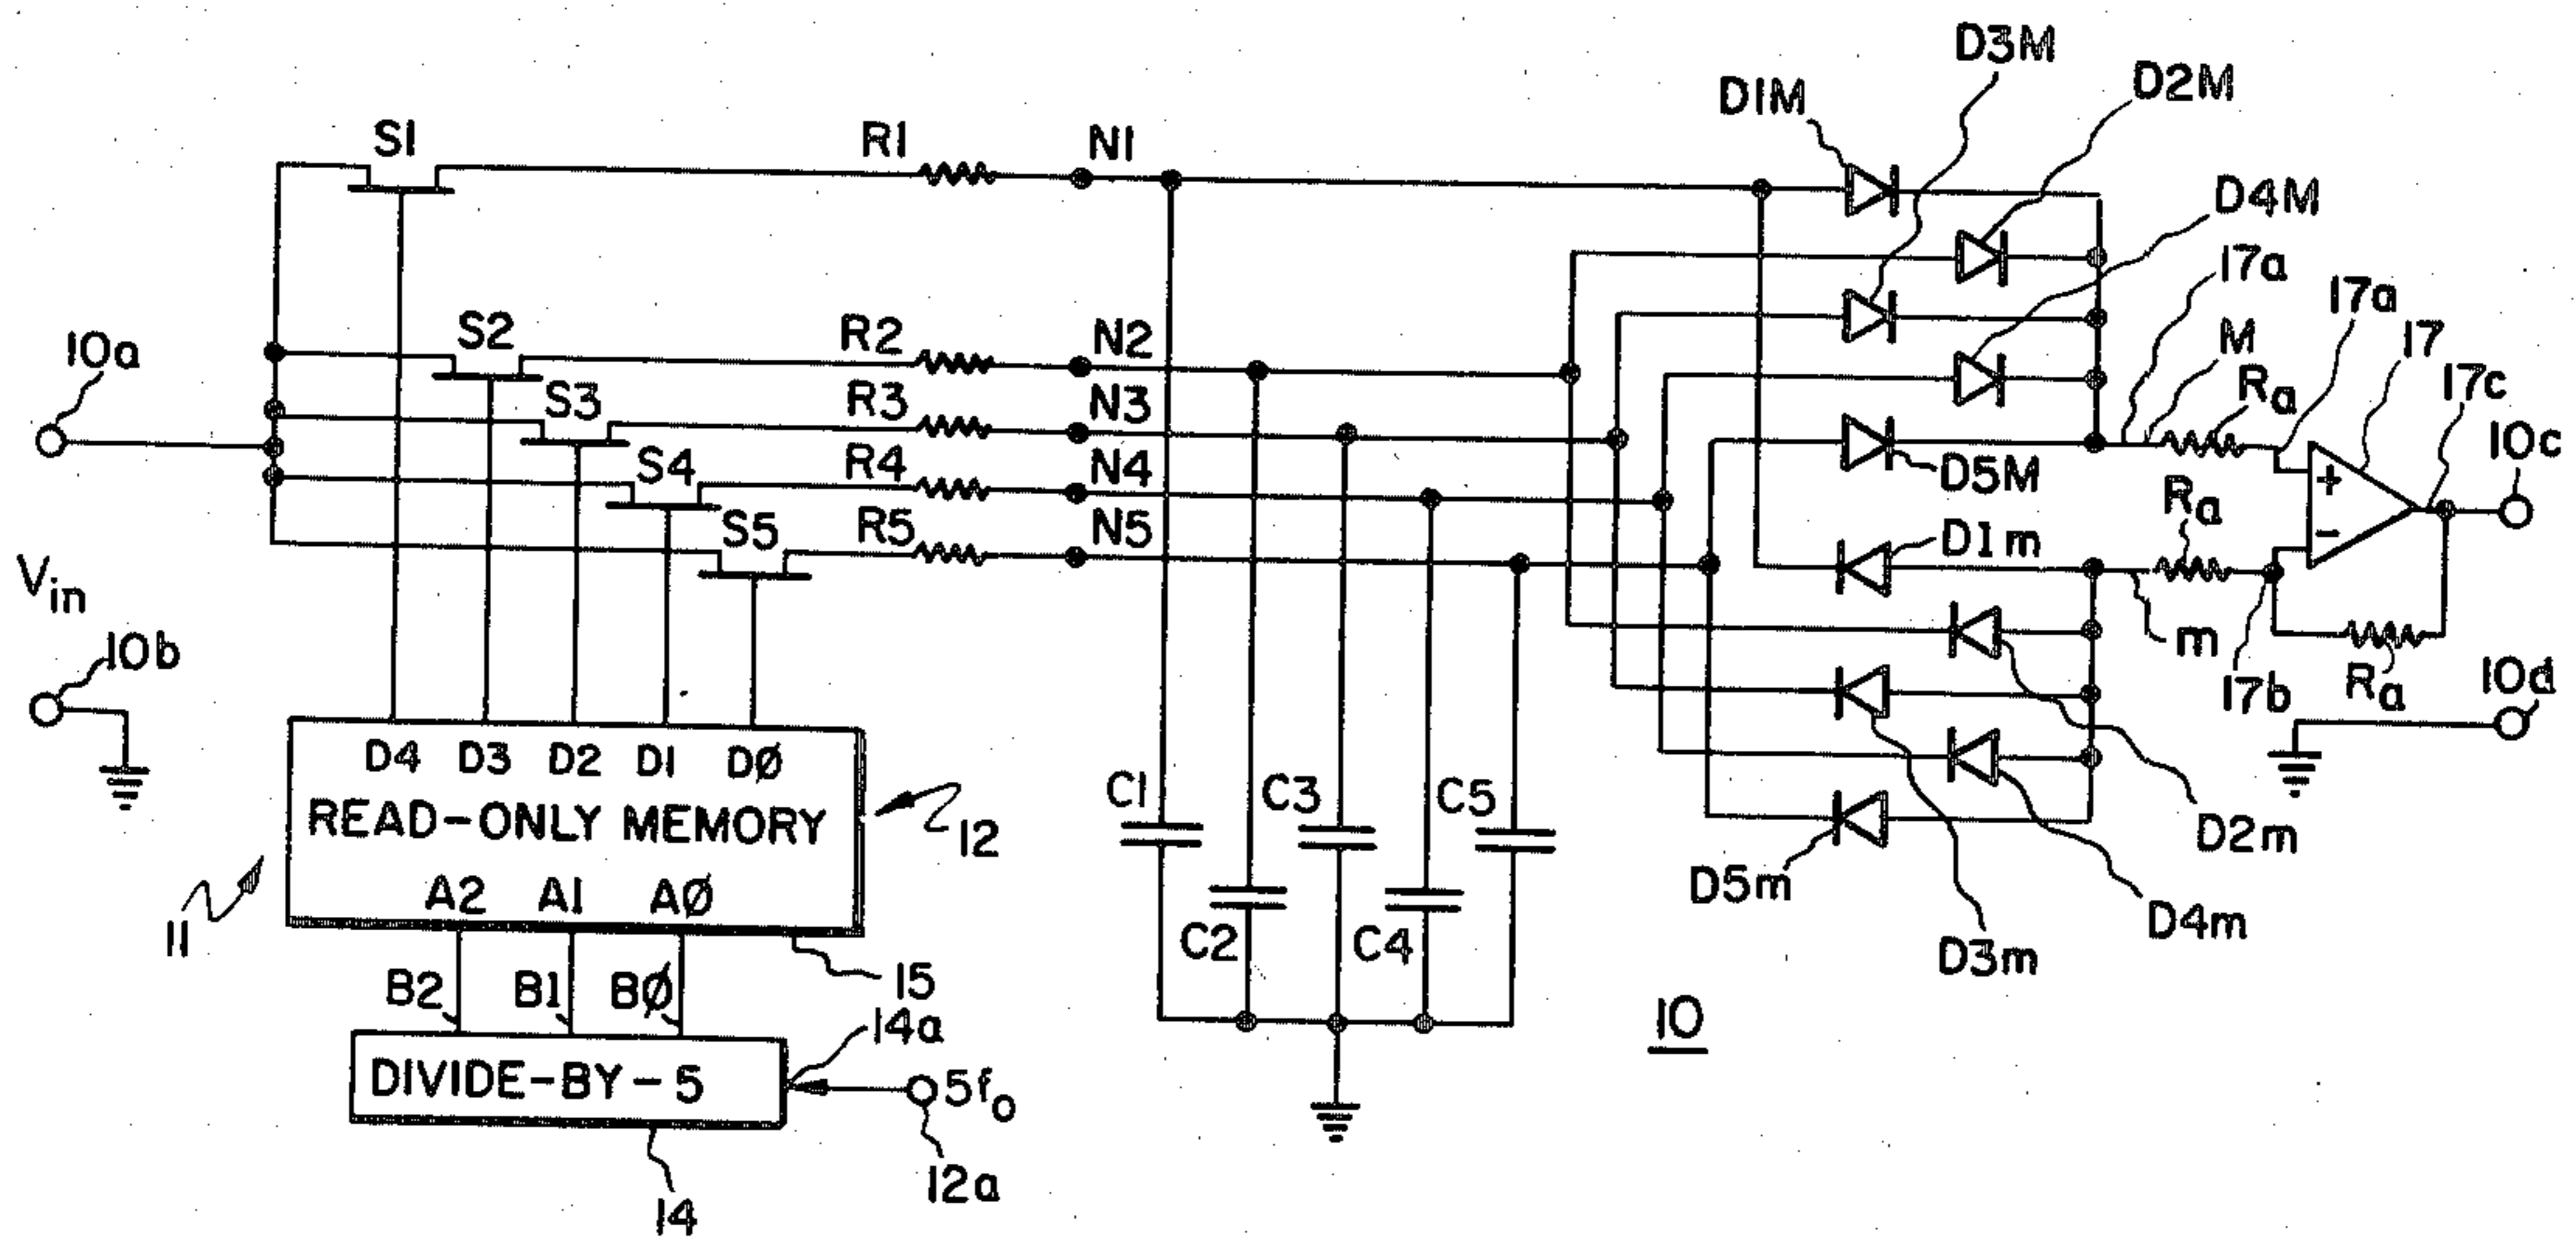 D3M
D1M
D2M
S1
R1
N1
D4M
17a
17a
S2
R2
N2
M
17
10a
S3
R3
N3
Ra
17c
10c
S4
R4
N4
D5M
+
Ra
S5
R5
N5
D1m
-
Vin
10b
m
17b
Ra
10d
D4 D3 D2 D1 DØ
READ-ONLY MEMORY
12
C1
C3
C5
D2m
A2 A1 AØ
D5m
D4m
11
C2
C4
D3m
B2 B1 BØ
15
14a
10
DIVIDE-BY-5
5fo
12a
14